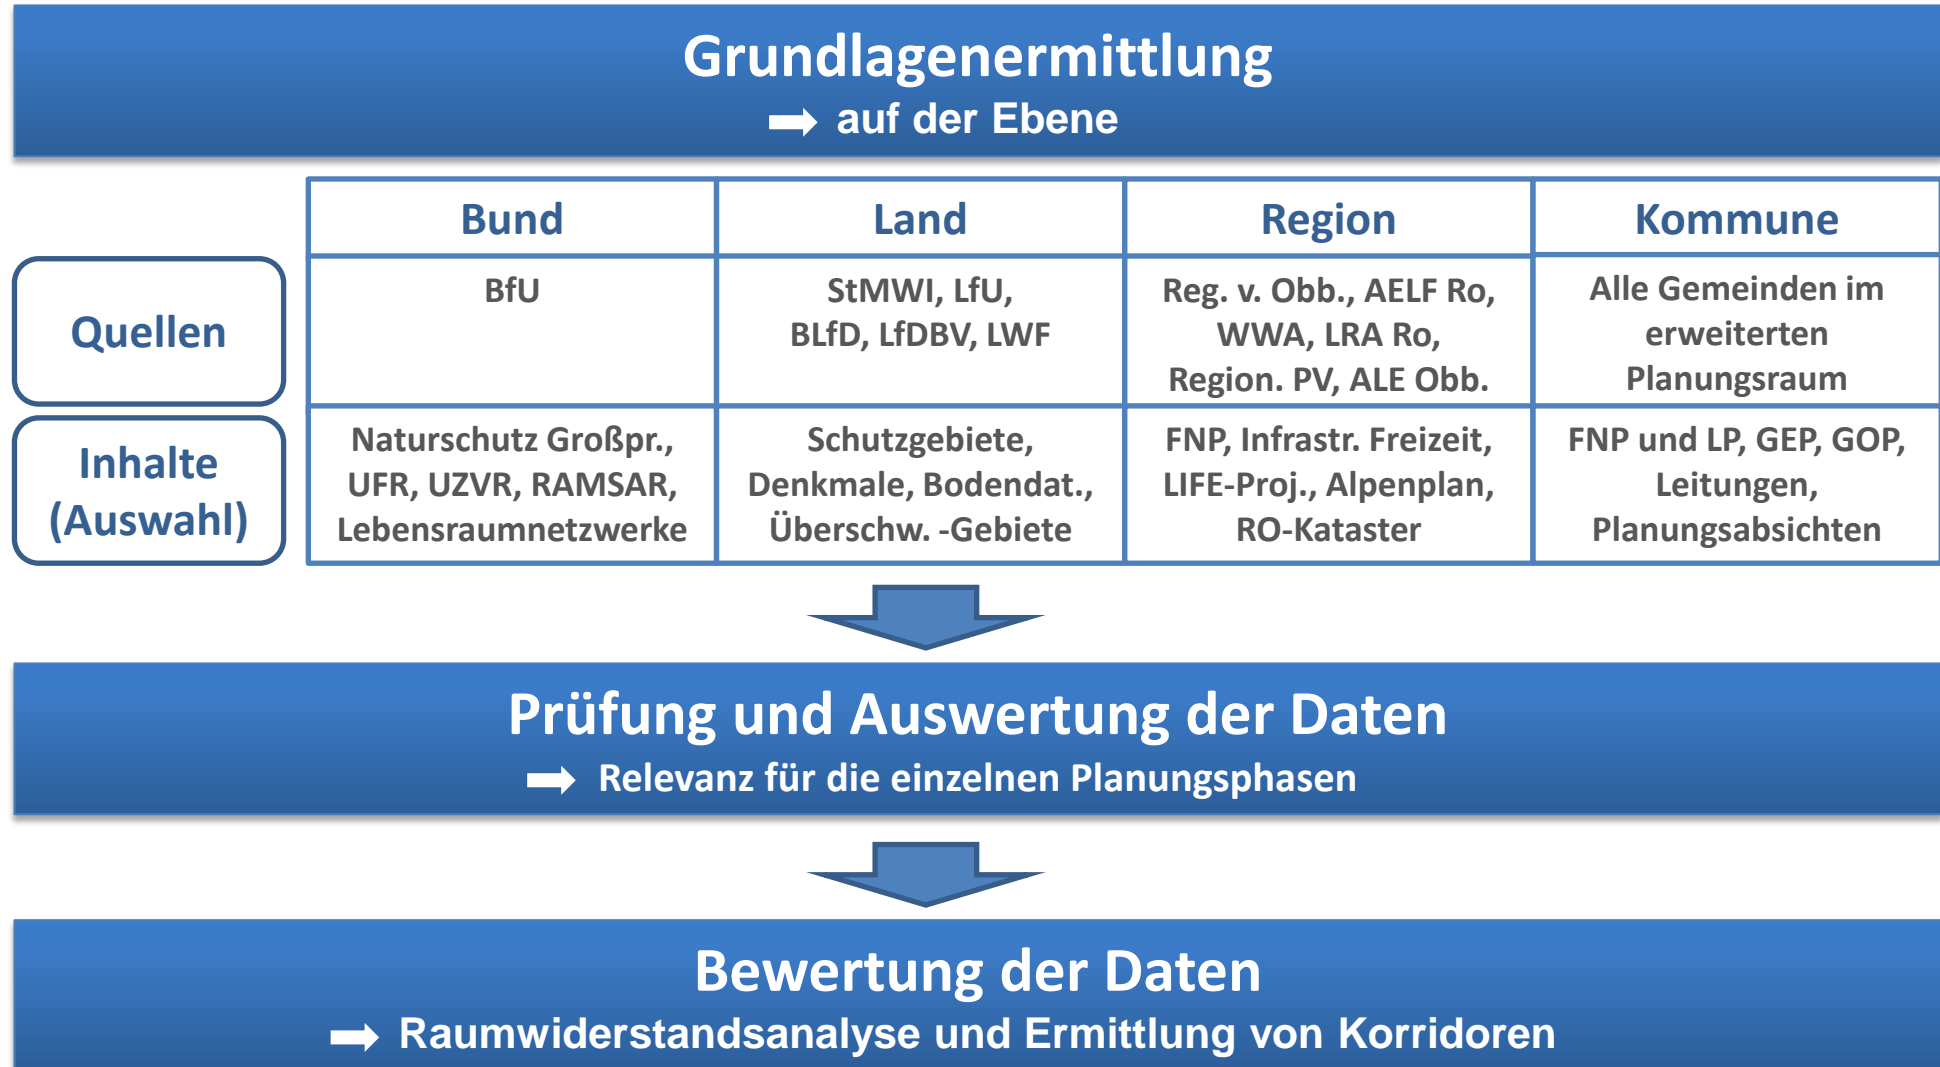 Grundlagenermittlung
auf der Ebene
Bund
Land
Region
Kommune
Quellen
BfU
StMWI, LfU,
BLfD, LfDBV, LWF
Reg. v. Obb., AELF Ro,
WWA, LRA Ro,
Region. PV, ALE Obb.
Alle Gemeinden im
erweiterten
Planungsraum
Inhalte
(Auswahl)
Naturschutz Großpr.,
UFR, UZVR, RAMSAR,
Lebensraumnetzwerke
Schutzgebiete,
Denkmale, Bodendat.,
Überschw. -Gebiete
FNP, Infrastr. Freizeit,
LIFE-Proj., Alpenplan,
RO-Kataster
FNP und LP, GEP, GOP,
Leitungen,
Planungsabsichten
Prüfung und Auswertung der Daten
Relevanz für die einzelnen Planungsphasen
Bewertung der Daten
Raumwiderstandsanalyse und Ermittlung von Korridoren